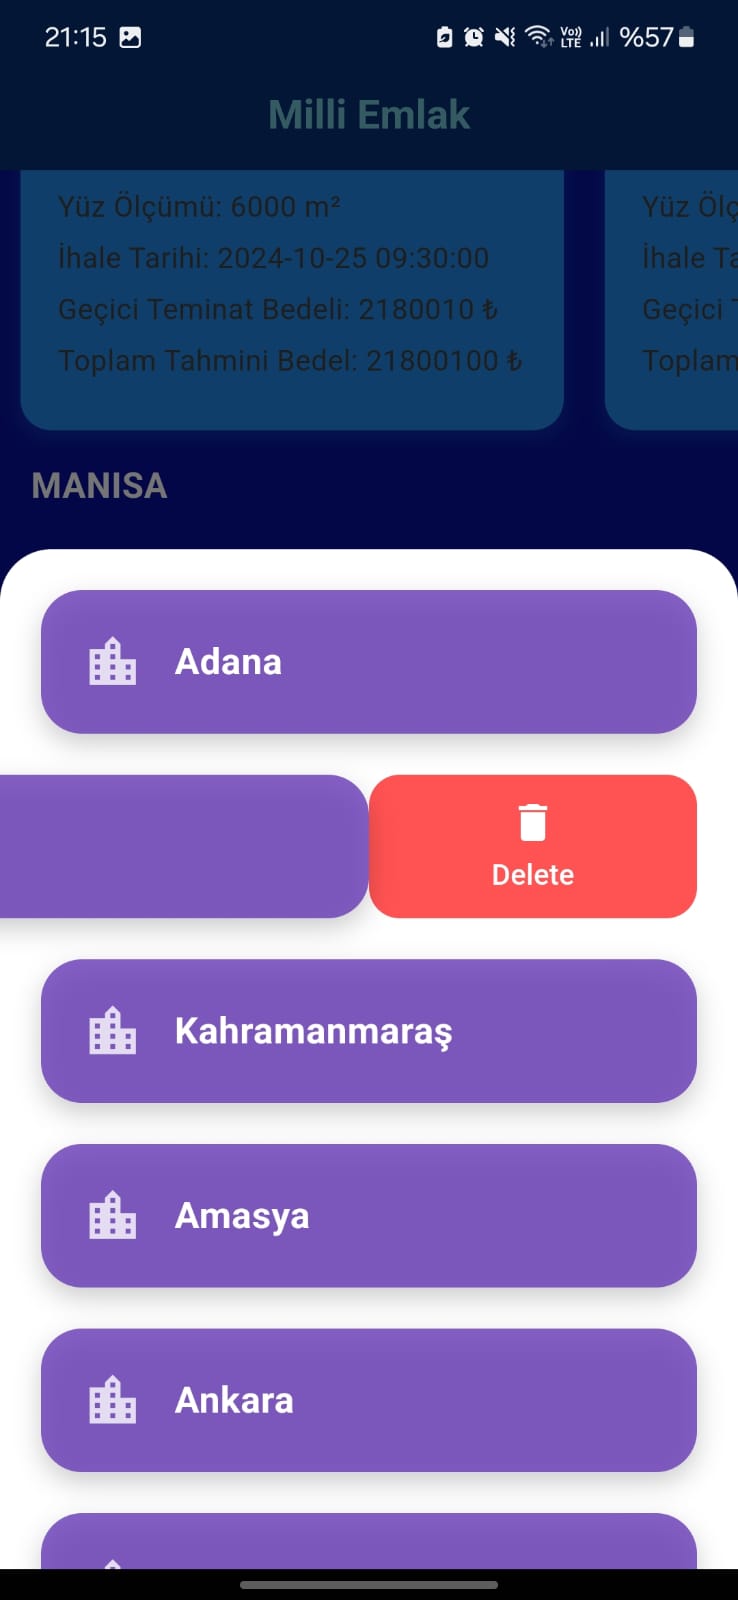 21:15
Vo))
LTE
%57
Milli Emlak
Yüz Ölçümü: 6000 m²
Yüz Ölç
İhale Tarihi: 2024-10-25 09:30:00
İhale Ta
Geçici Teminat Bedeli: 2180010 ₺
Geçici
Toplam Tahmini Bedel: 21800100 ₺
Toplam
MANISA
Adana
Delete
Kahramanmaraş
Amasya
Ankara